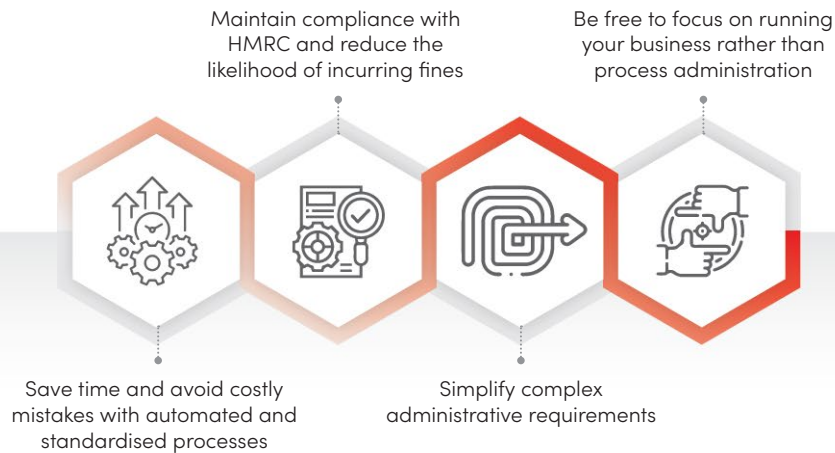 Maintain compliance with
HMRC and reduce the
likelihood of incurring fines
Be free to focus on running
your business rather than
process administration
Save time and avoid costly
mistakes with automated and
standardised processes
Simplify complex
administrative requirements